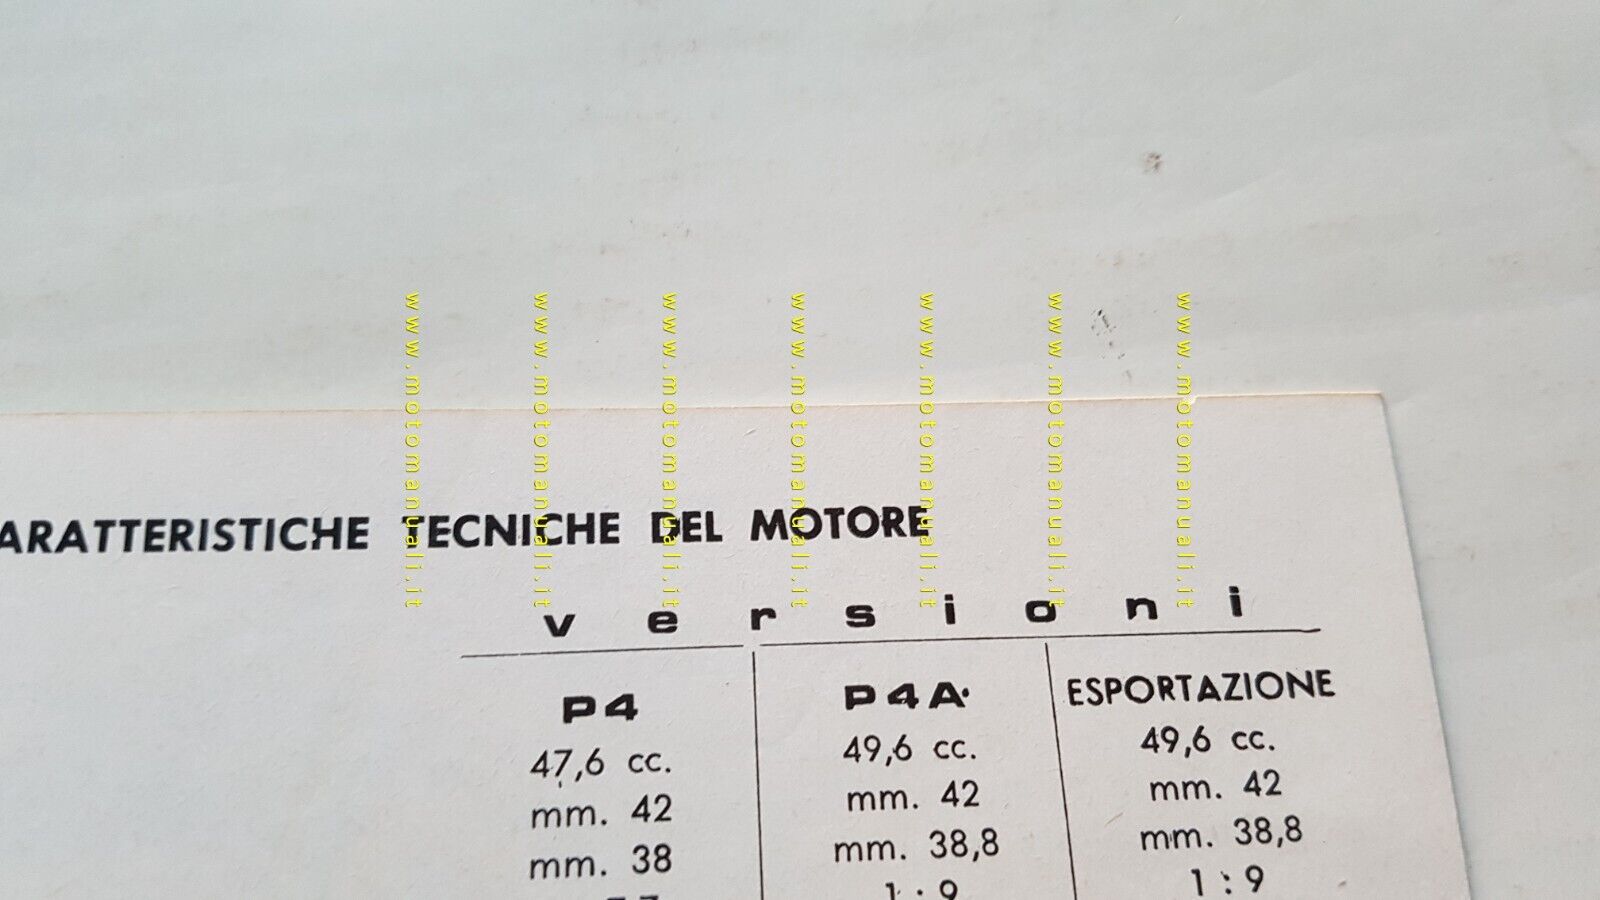 www.motomanuali.it www.motomanuali.it www.motomanuali.it www.motomanuali.it www.motomanuali.it www.motomanuali.it www.motomanuali.it
ARATTERISTICHE TECNICHE DEL MOTORE
versioni
P4 P4A ESPORTAZIONE
47,6 cc. 49,6 cc. 49,6 cc.
mm. 42 mm. 42 mm. 42
mm. 38 mm. 38,8 mm. 38,8
1 : 9 1 : 9